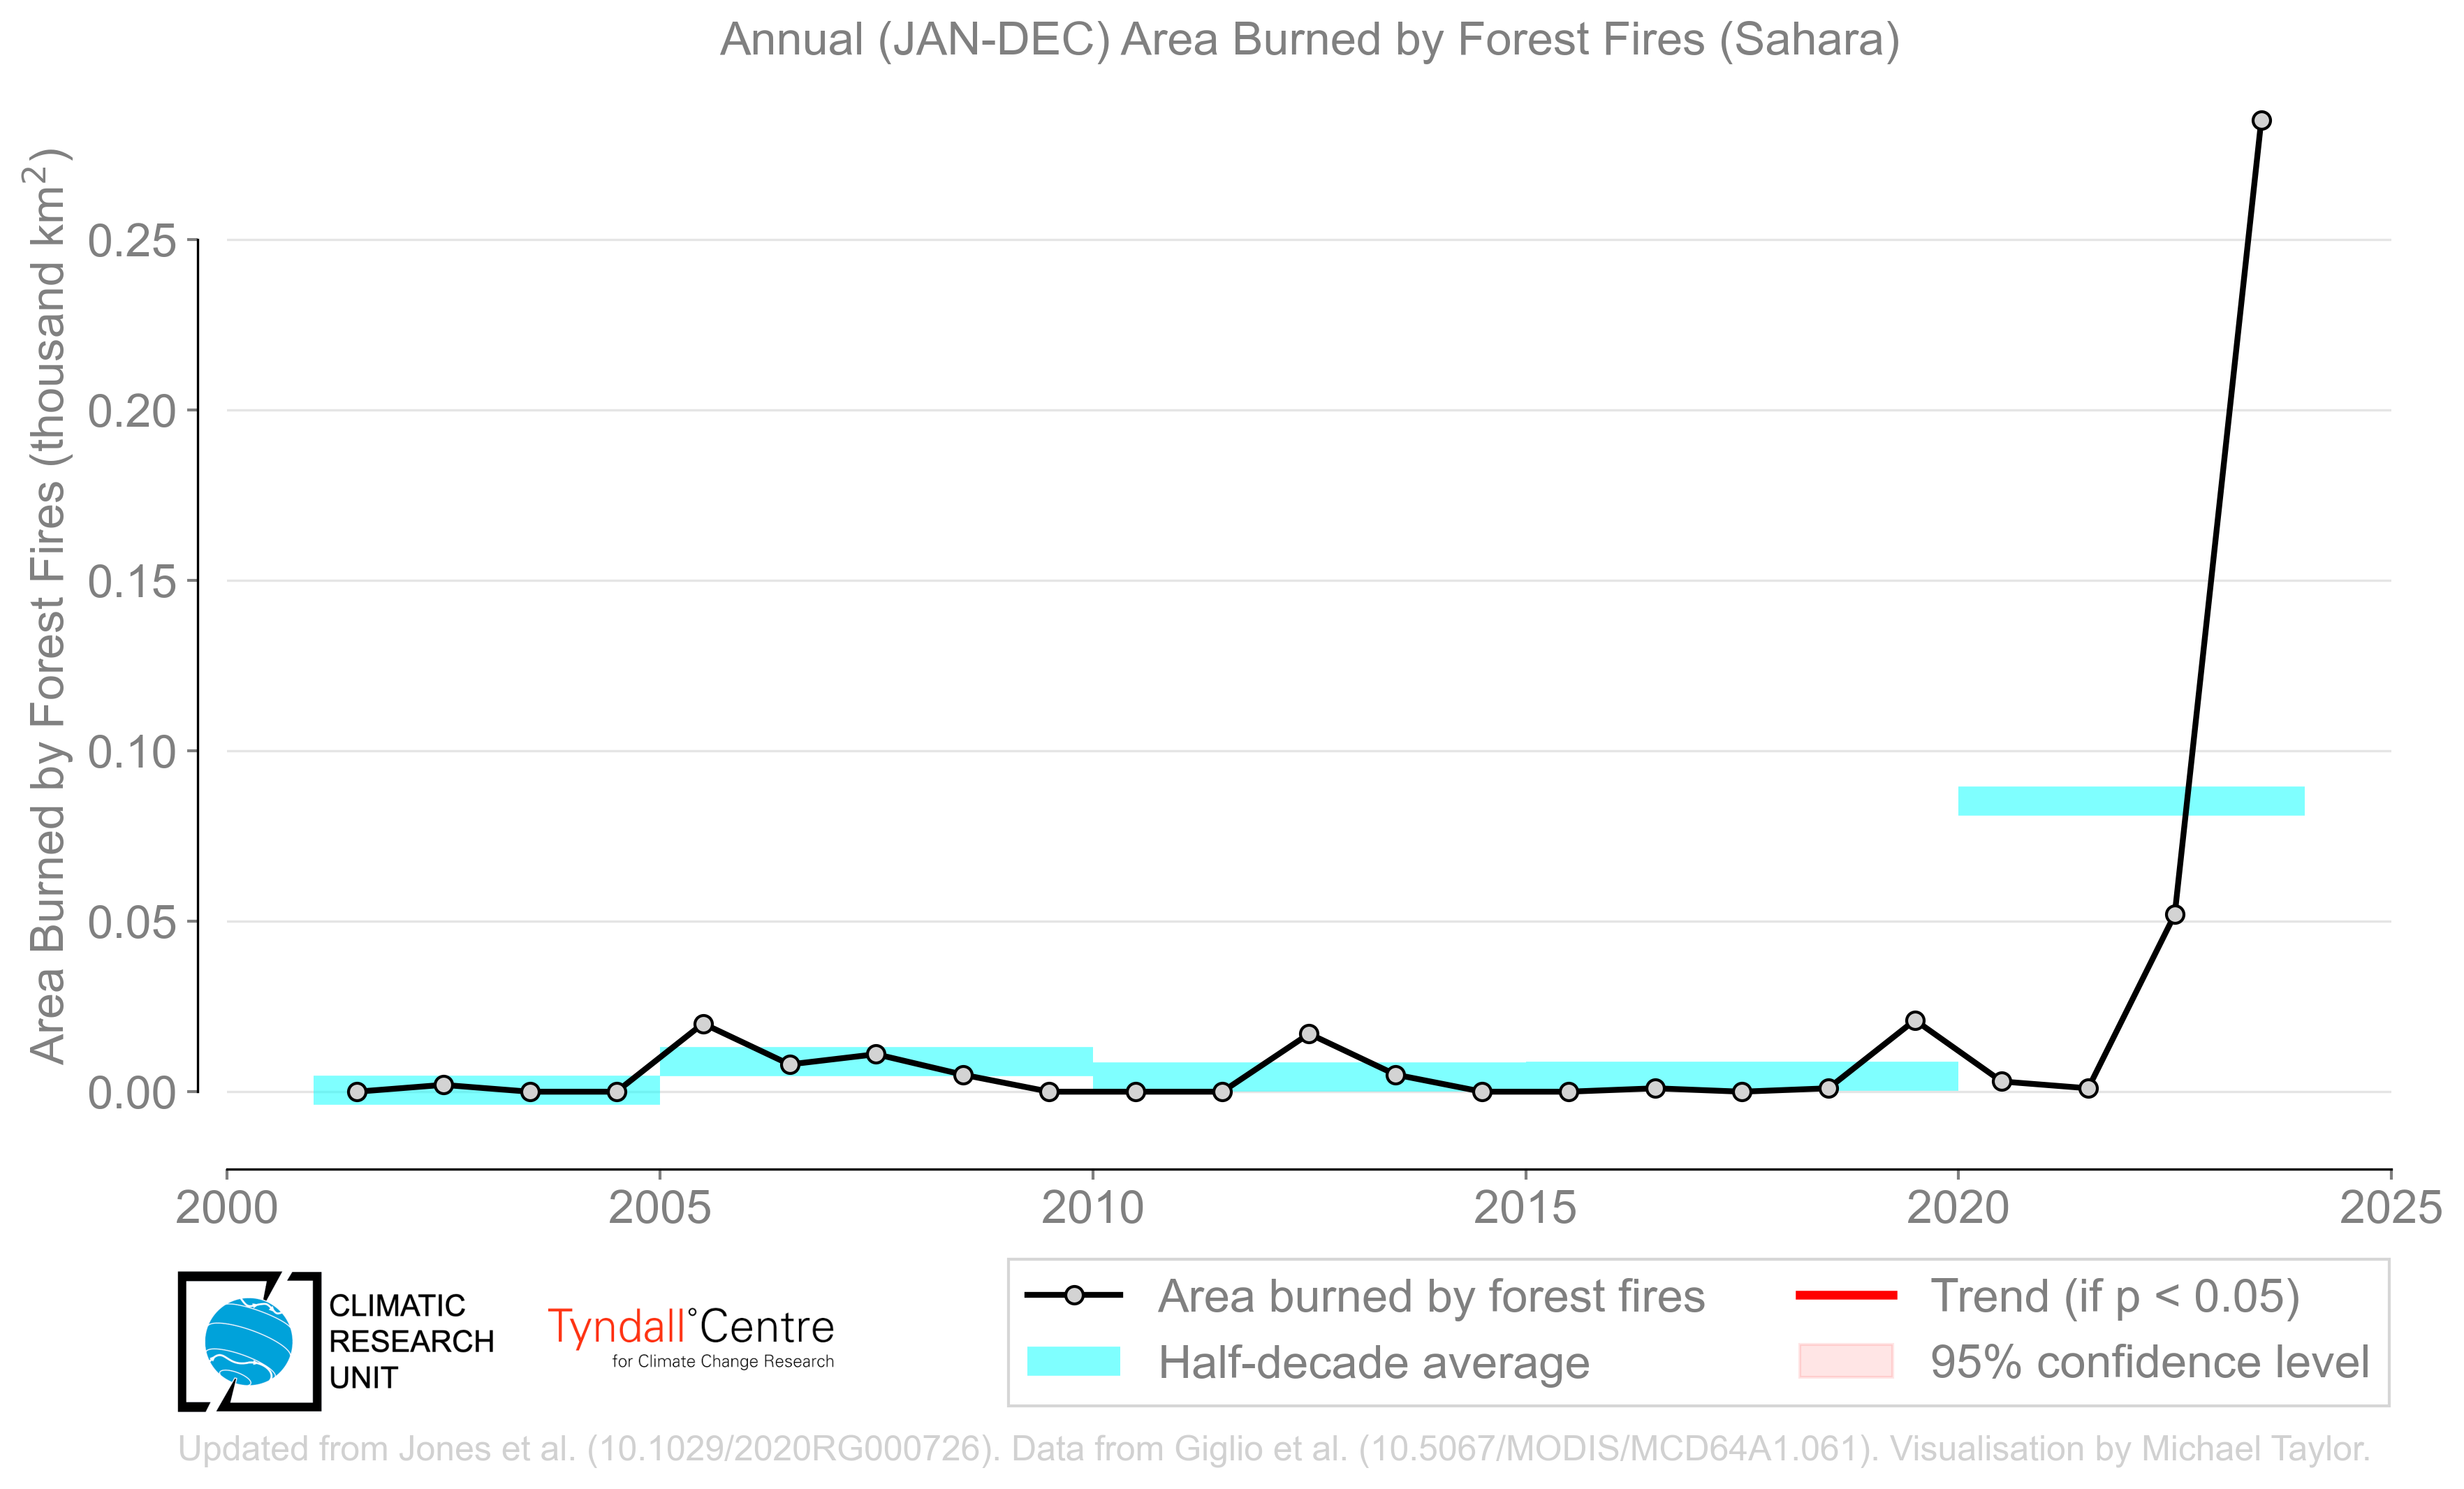 Annual (JAN-DEC) Area Burned by Forest Fires (Sahara)
Area Burned by Forest Fires (thousand km²)
0.25
0.20
0.15
0.10
0.05
0.00
2000 2005 2010 2015 2020 2025
Area burned by forest fires
Half-decade average
Trend (if p < 0.05)
95% confidence level
CLIMATIC
RESEARCH
UNIT
Tyndall°Centre
for Climate Change Research
Updated from Jones et al. (10.1029/2020RG000726). Data from Giglio et al. (10.5067/MODIS/MCD64A1.061). Visualisation by Michael Taylor.